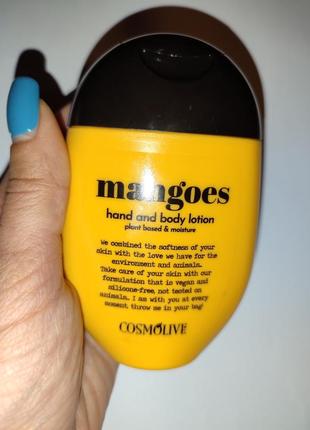 mangoes
hand and body lotion
plant based & moisture
We combined the softness of your
skin with the love we have for the
environment and animals..
Take care of your skin with our
formulation that is vegan and
silicone-free, not tested on
animals.. I am with you at every
moment throw me in your bag!
COSMOLIVE